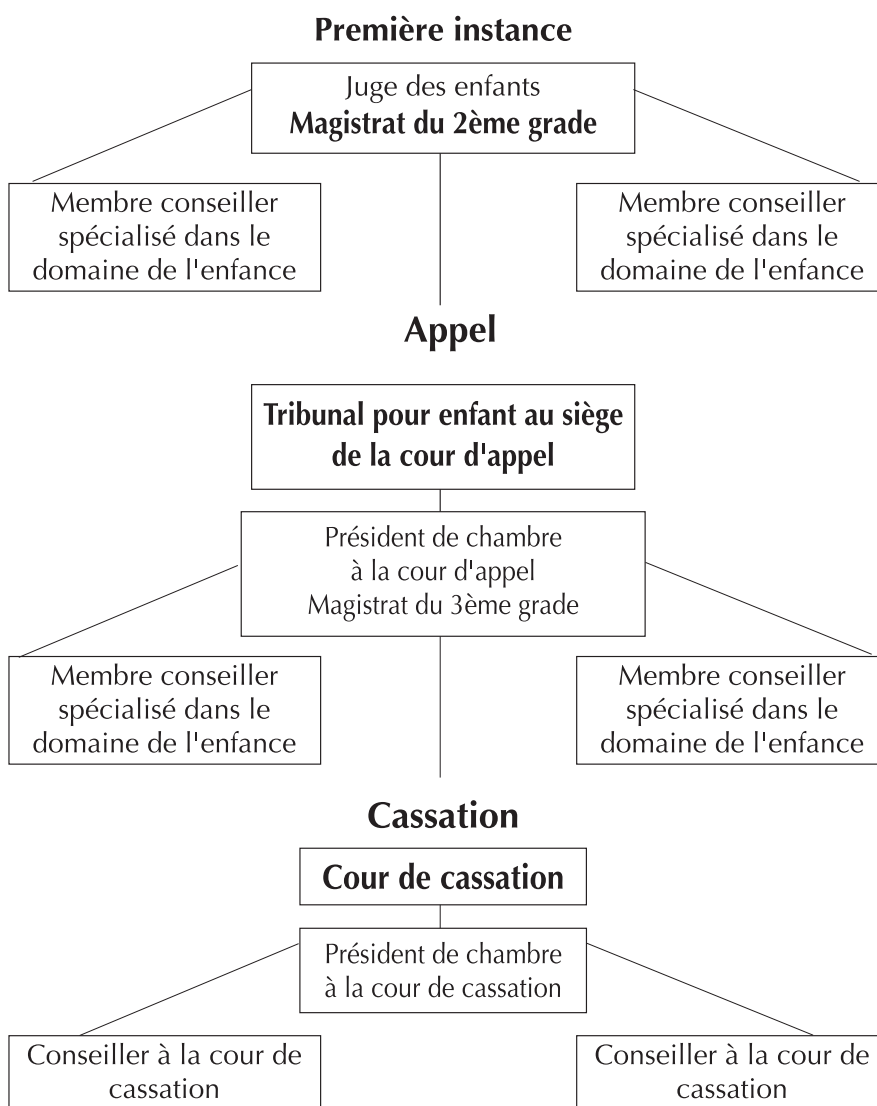 Première instance
Juge des enfants
Magistrat du 2ème grade
Membre conseiller
spécialisé dans le
domaine de l'enfance
Membre conseiller
spécialisé dans le
domaine de l'enfance
Appel
Tribunal pour enfant au siège
de la cour d'appel
Président de chambre
à la cour d'appel
Magistrat du 3ème grade
Membre conseiller
spécialisé dans le
domaine de l'enfance
Membre conseiller
spécialisé dans le
domaine de l'enfance
Cassation
Cour de cassation
Président de chambre
à la cour de cassation
Conseiller à la cour de
cassation
Conseiller à la cour de
cassation